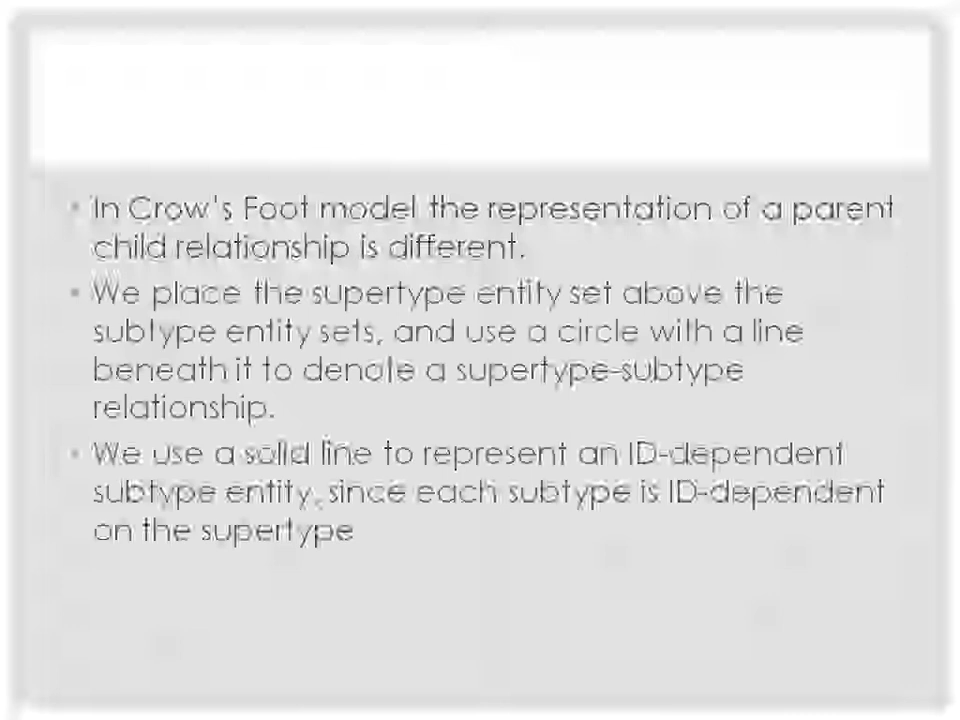 • In Crow's Foot model the representation of a parent
child relationship is different.
• We place the supertype entity set above the
subtype entity sets, and use a circle with a line
beneath it to denote a supertype-subtype
relationship.
• We use a solid line to represent an ID-dependent
subtype entity, since each subtype is ID-dependent
on the supertype